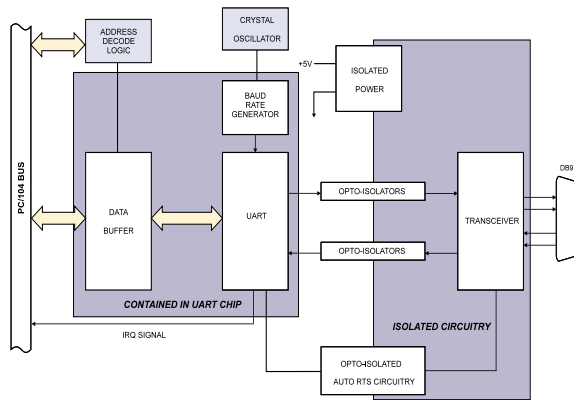 ADDRESS
DECODE
LOGIC
CRYSTAL
OSCILLATOR
+5V
ISOLATED
POWER
BAUD
RATE
GENERATOR
PC/104 BUS
DATA
BUFFER
UART
OPTO-ISOLATORS
OPTO-ISOLATORS
TRANSCEIVER
DB9
CONTAINED IN UART CHIP
ISOLATED CIRCUITRY
IRQ SIGNAL
OPTO-ISOLATED
AUTO RTS CIRCUITRY